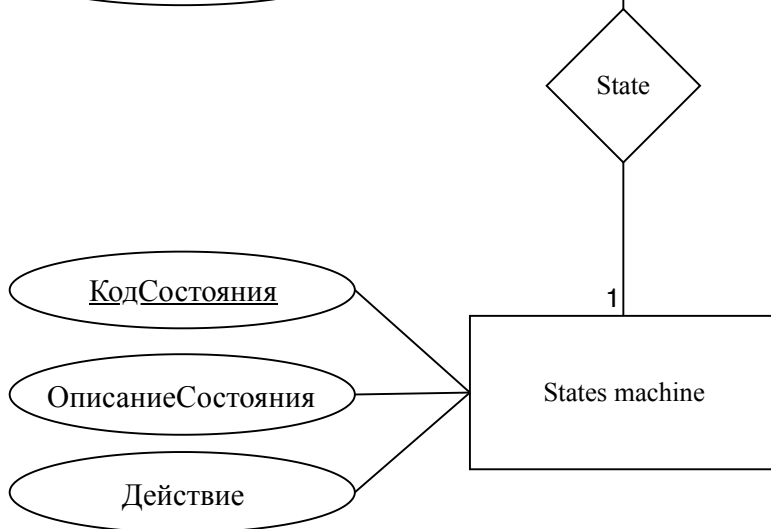 State
1
КодСостояния
ОписаниеСостояния
States machine
Действие